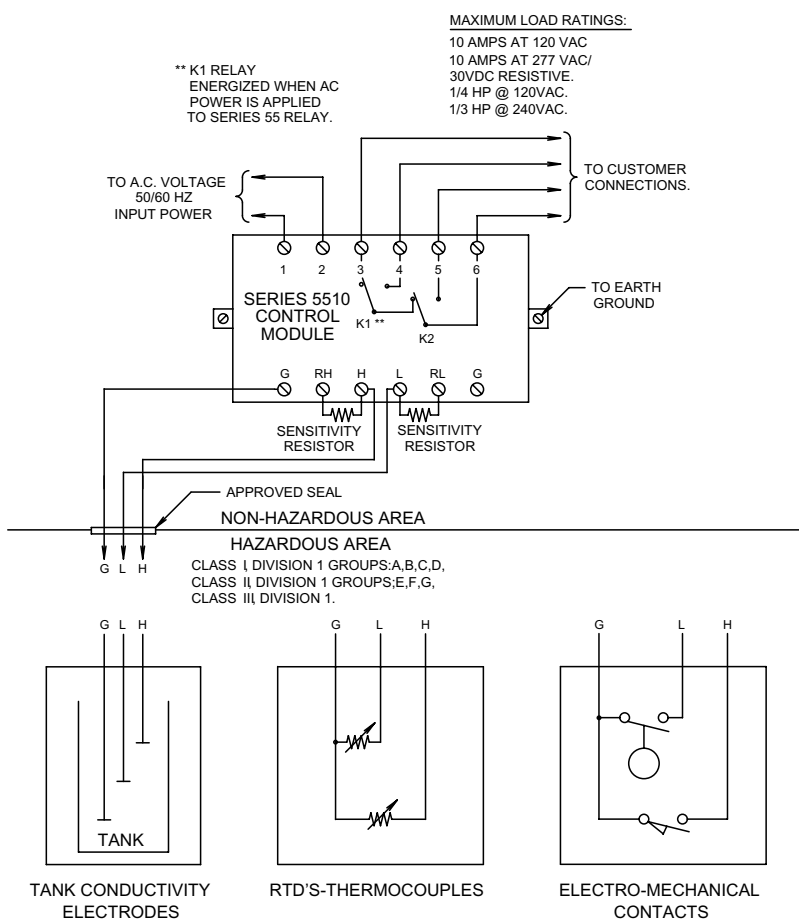 MAXIMUM LOAD RATINGS:
10 AMPS AT 120 VAC
10 AMPS AT 277 VAC/
30VDC RESISTIVE.
1/4 HP @ 120VAC.
1/3 HP @ 240VAC.
** K1 RELAY
ENERGIZED WHEN AC
POWER IS APPLIED
TO SERIES 55 RELAY.
TO A.C. VOLTAGE
50/60 HZ
INPUT POWER
TO CUSTOMER
CONNECTIONS.
1 2 3 4 5 6
SERIES 5510
CONTROL
MODULE
K1 **
K2
TO EARTH
GROUND
G RH H L RL G
SENSITIVITY
RESISTOR
SENSITIVITY
RESISTOR
APPROVED SEAL
NON-HAZARDOUS AREA
HAZARDOUS AREA
G L H
CLASS I, DIVISION 1 GROUPS:A,B,C,D,
CLASS II, DIVISION 1 GROUPS;E,F,G,
CLASS III, DIVISION 1.
G L H
G L H
G L H
TANK
TANK CONDUCTIVITY
ELECTRODES
RTD'S-THERMOCOUPLES
ELECTRO-MECHANICAL
CONTACTS